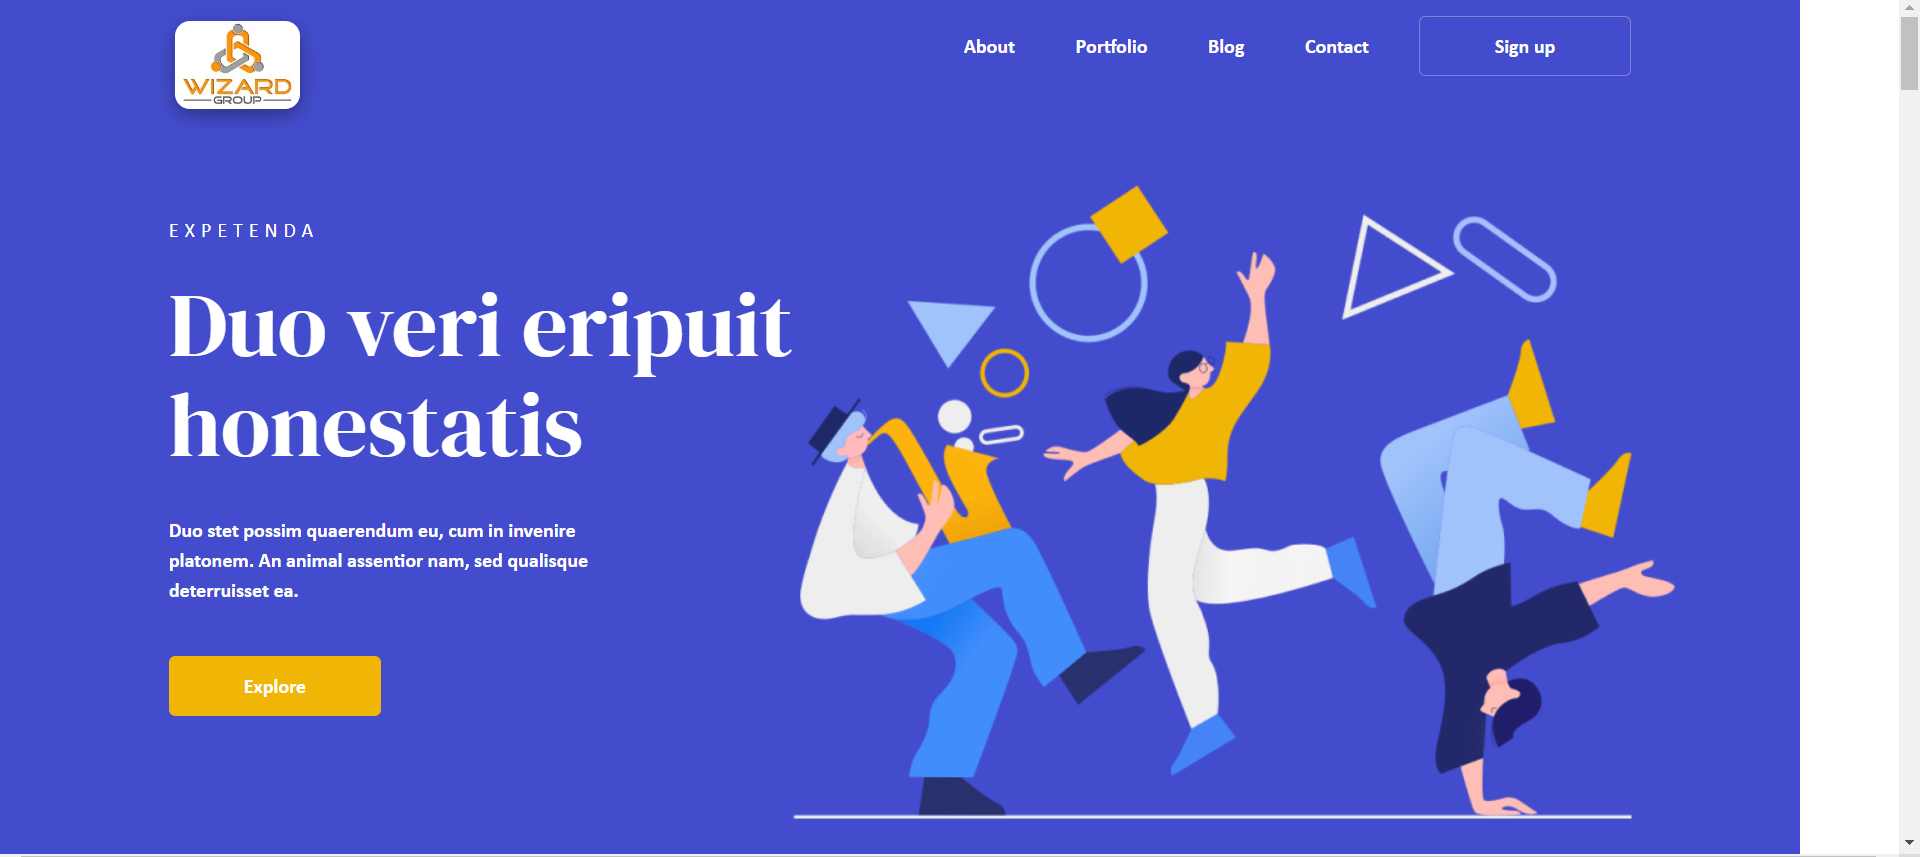 WIZARD
GROUP
About Portfolio Blog Contact Sign up
EXPETENDA
Duo veri eripuit
honestatis
Duo stet possim quaerendum eu, cum in invenire
platonem. An animal assentior nam, sed qualisque
deterruisset ea.
Explore